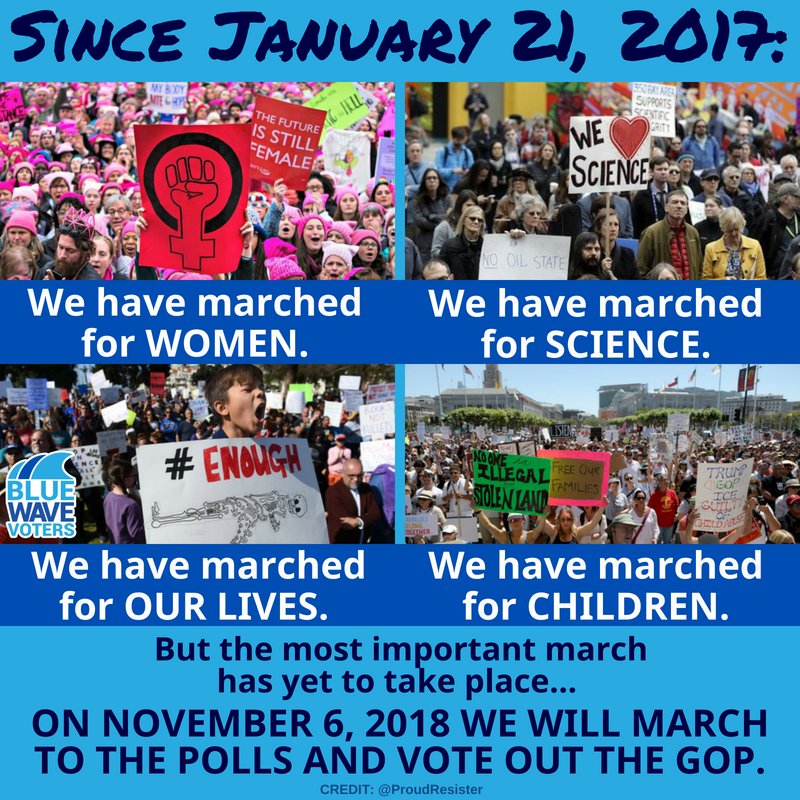 SINCE JANUARY 21, 2017:
MY BODY
THE FUTURE
IS STILL
FEMALE
We have marched
for WOMEN.
350 BAY AREA
SUPPORTS
SCIENTIFIC
WE ❤ 
SCIENCE
NO OIL STATE
We have marched
for SCIENCE.
# ENOUGH
BLUE
WAVE
VOTERS
We have marched
for OUR LIVES.
NO ONE
ILLEGAL
STOLEN LAND
FREE OUR
FAMILIES
TRUMP
GOP
ICE
GUILTY
OF
CHILD ABUSE
FAMILIES
BELONG
TOGETHER
We have marched
for CHILDREN.
But the most important march
has yet to take place...
ON NOVEMBER 6, 2018 WE WILL MARCH
TO THE POLLS AND VOTE OUT THE GOP.
CREDIT: @ProudResister